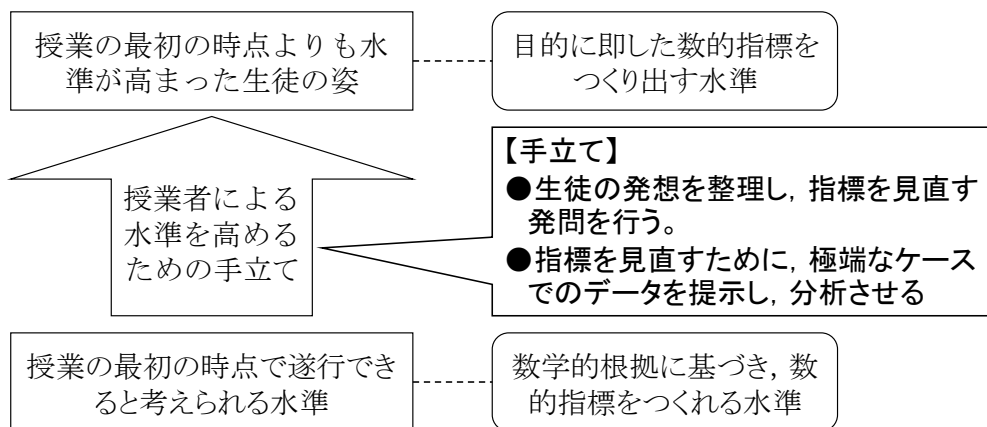 授業の最初の時点よりも水
準が高まった生徒の姿
目的に即した数的指標を
つくり出す水準
授業者による
水準を高める
ための手立て
【手立て】
●生徒の発想を整理し，指標を見直す
発問を行う。
●指標を見直すために，極端なケース
でのデータを提示し，分析させる
授業の最初の時点で遂行でき
ると考えられる水準
数学的根拠に基づき，数
的指標をつくれる水準